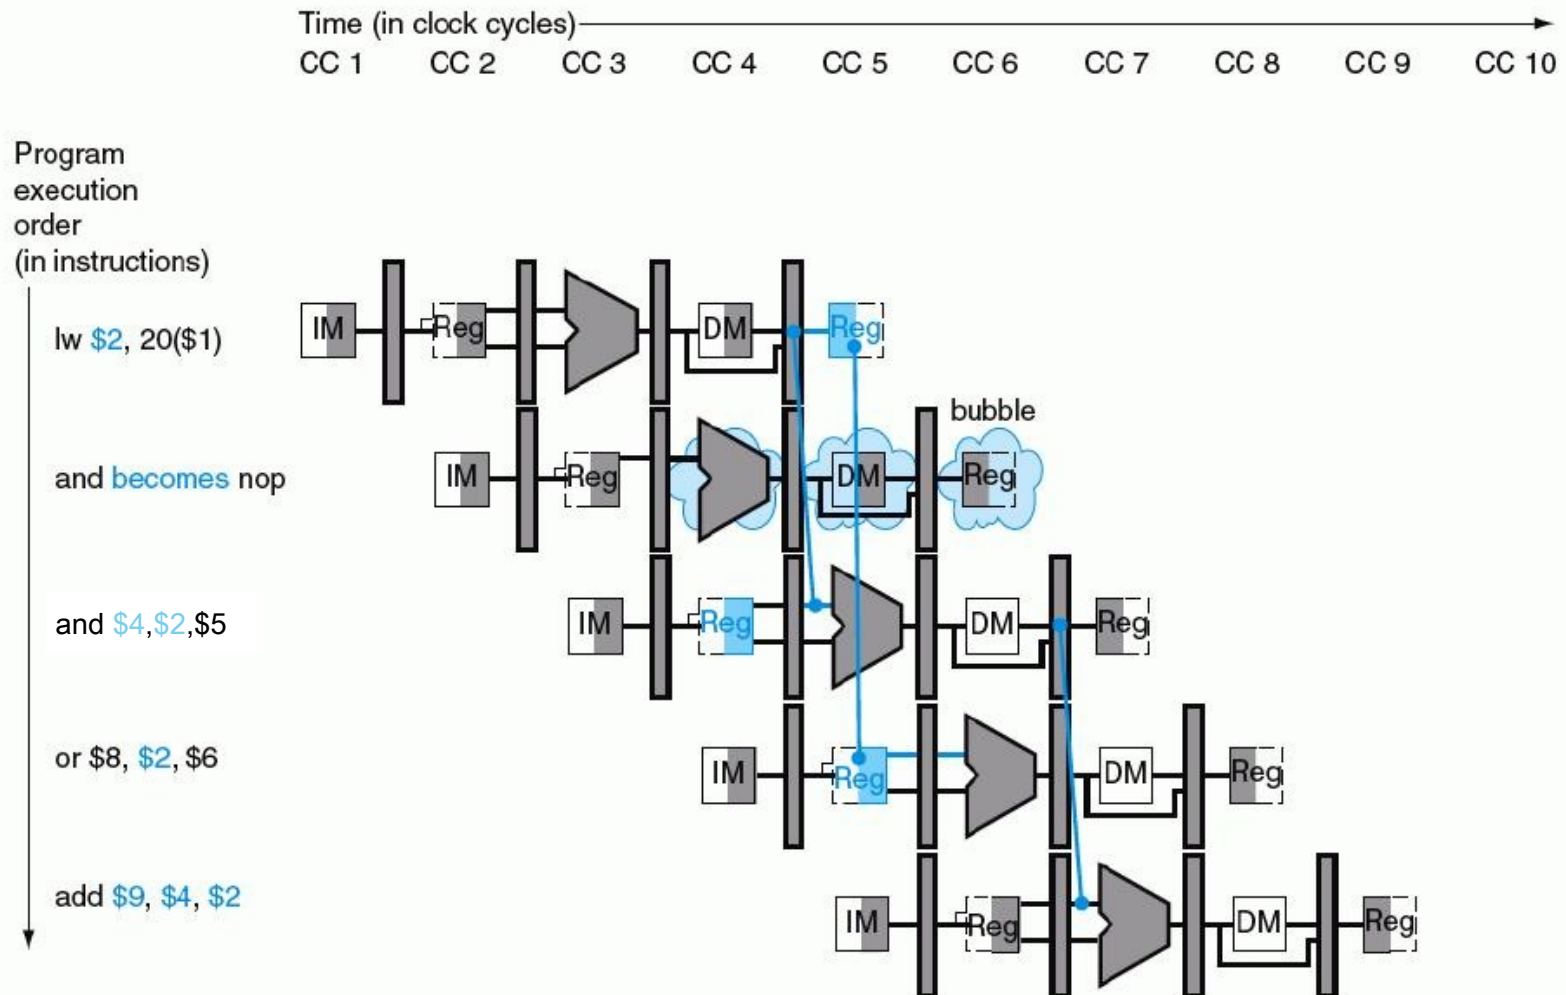 Time (in clock cycles)
CC 1 CC 2 CC 3 CC 4 CC 5 CC 6 CC 7 CC 8 CC 9 CC 10
Program
execution
order
(in instructions)
lw $2, 20($1)
IM Reg DM Reg
bubble
and becomes nop
IM Reg DM Reg
and $4,$2,$5
IM Reg DM Reg
or $8, $2, $6
IM Reg DM Reg
add $9, $4, $2
IM Reg DM Reg